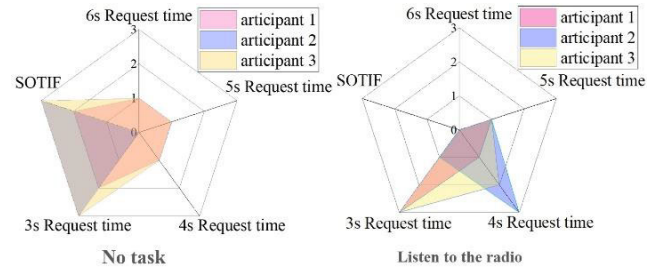 6s Request time
articipant 1
articipant 2
articipant 3
5s Request time
SOTIF
3
2
1
0
3s Request time
4s Request time
No task
6s Request time
articipant 1
articipant 2
articipant 3
5s Request time
SOTIF
3
2
1
0
3s Request time
4s Request time
Listen to the radio